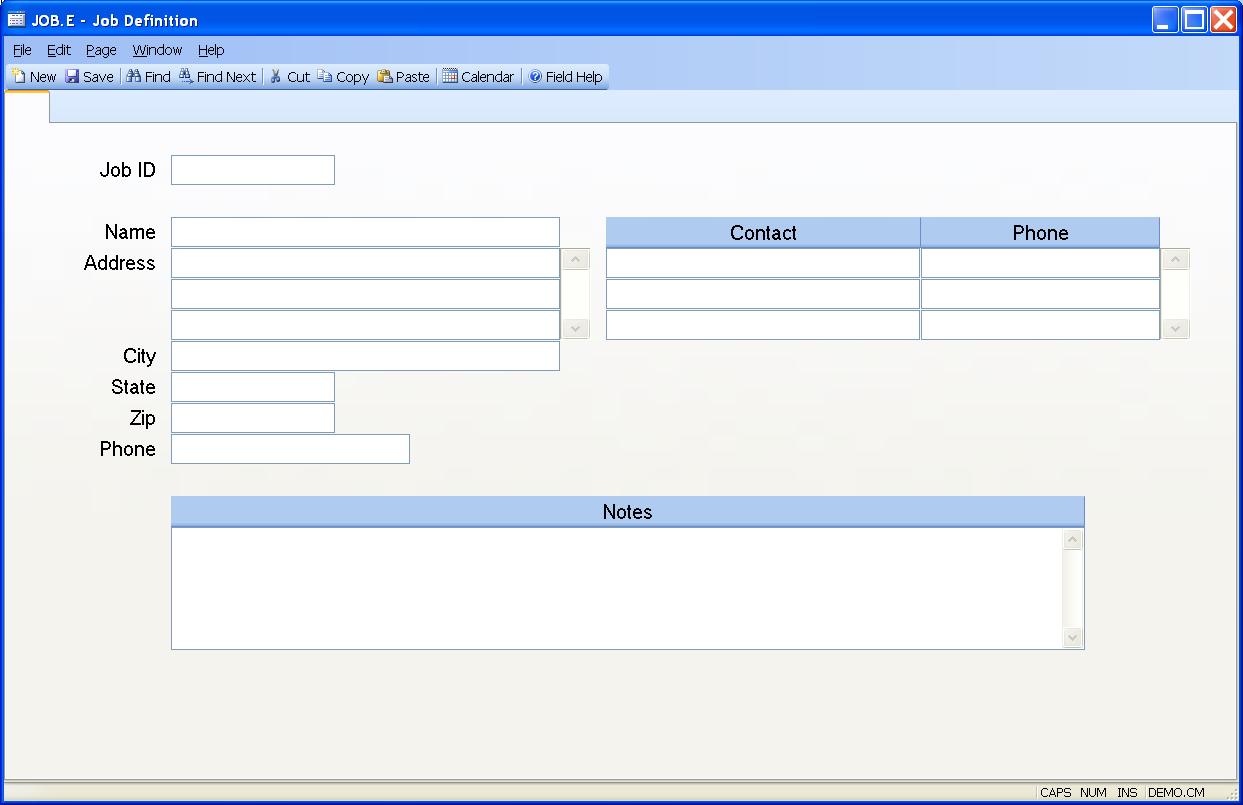 JOB.E - Job Definition
File Edit Page Window Help
New Save Find Find Next Cut Copy Paste Calendar Field Help
Job ID
Name Contact Phone
Address
City
State
Zip
Phone
Notes
CAPS NUM INS DEMO.CM